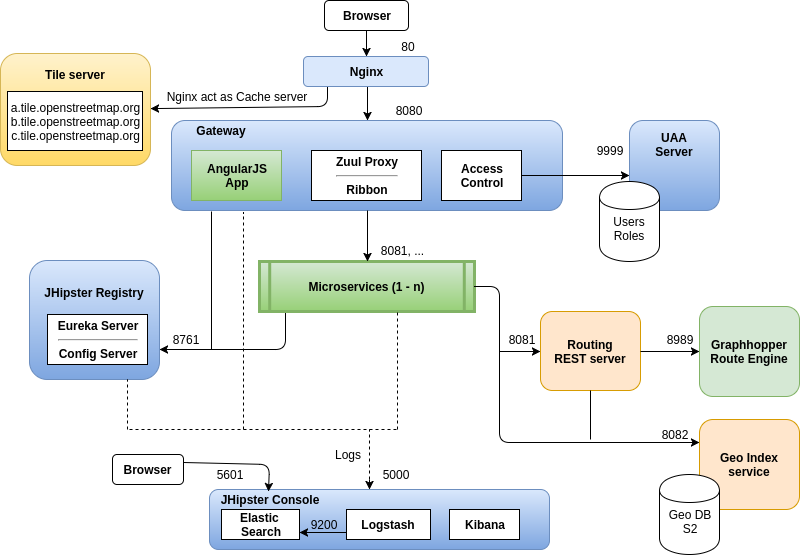 Browser
80
Nginx
Tile server
a.tile.openstreetmap.org
b.tile.openstreetmap.org
c.tile.openstreetmap.org
Nginx act as Cache server
8080
Gateway
AngularJS
App
Zuul Proxy
Ribbon
Access
Control
9999
UAA
Server
Users
Roles
8081, ...
Microservices (1 - n)
JHipster Registry
Eureka Server
Config Server
8761
8081
Routing
REST server
8989
Graphhopper
Route Engine
8082
Geo Index
service
Geo DB
S2
Logs
Browser
5601
5000
JHipster Console
Elastic
Search
9200
Logstash
Kibana